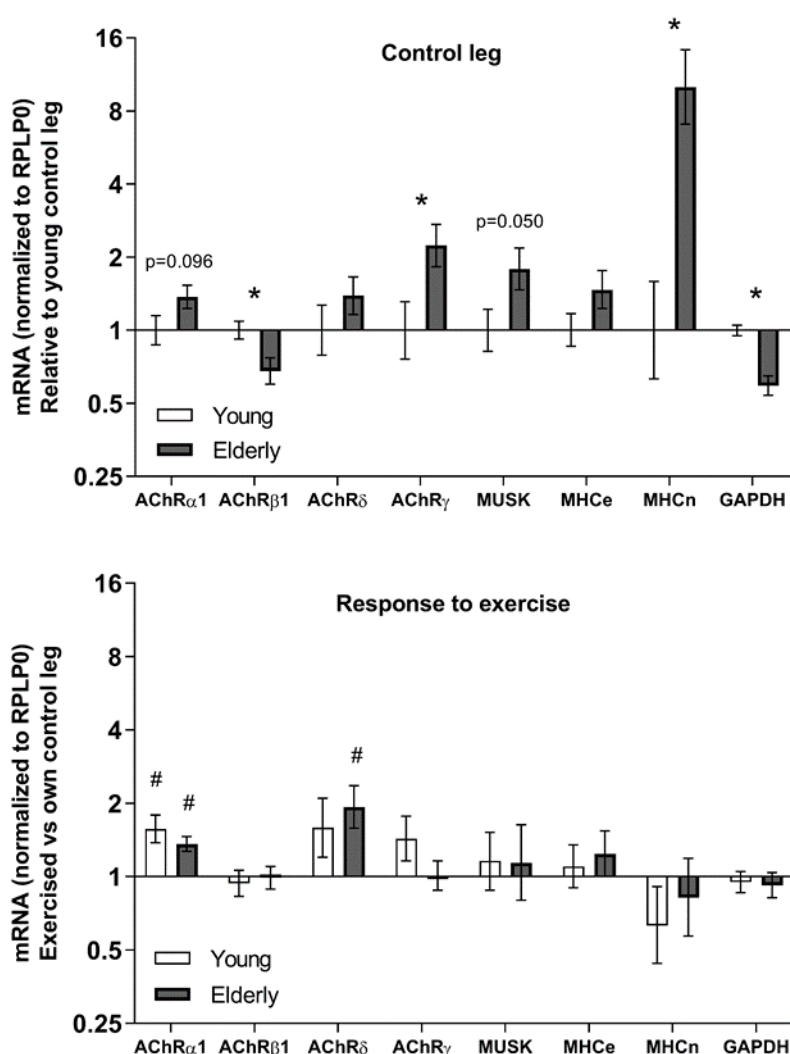 mRNA (normalized to RPLP0)
Relative to young control leg
Control leg
16
8
4
2
1
0.5
0.25
p=0.096
*
*
p=0.050
*
*
Young
Elderly
AChRα1 AChRβ1 AChRδ AChRγ MUSK MHCe MHCn GAPDH
mRNA (normalized to RPLP0)
Exercised vs own control leg
Response to exercise
16
8
4
2
1
0.5
0.25
#
#
#
Young
Elderly
AChRα1 AChRβ1 AChRδ AChRγ MUSK MHCe MHCn GAPDH